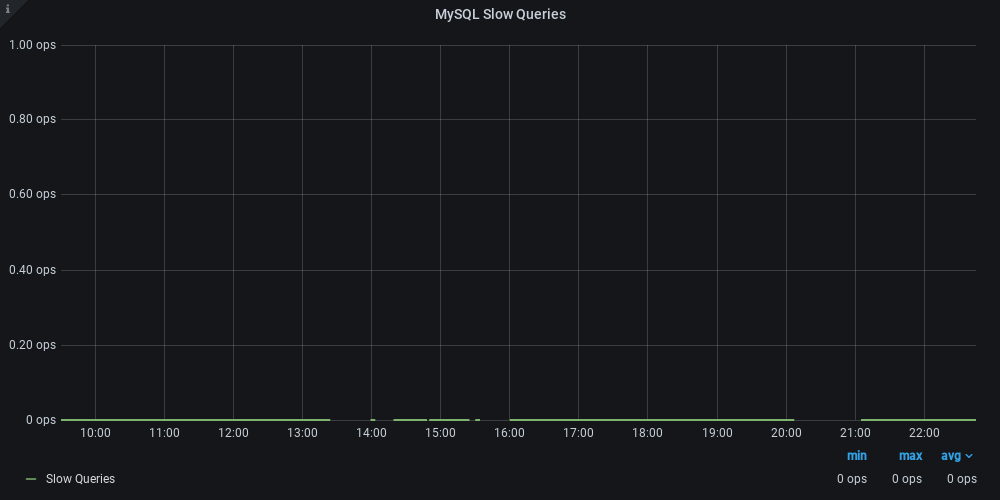 i
MySQL Slow Queries
1.00 ops
0.80 ops
0.60 ops
0.40 ops
0.20 ops
0 ops
10:00 11:00 12:00 13:00 14:00 15:00 16:00 17:00 18:00 19:00 20:00 21:00 22:00
min max avg
Slow Queries 0 ops 0 ops 0 ops